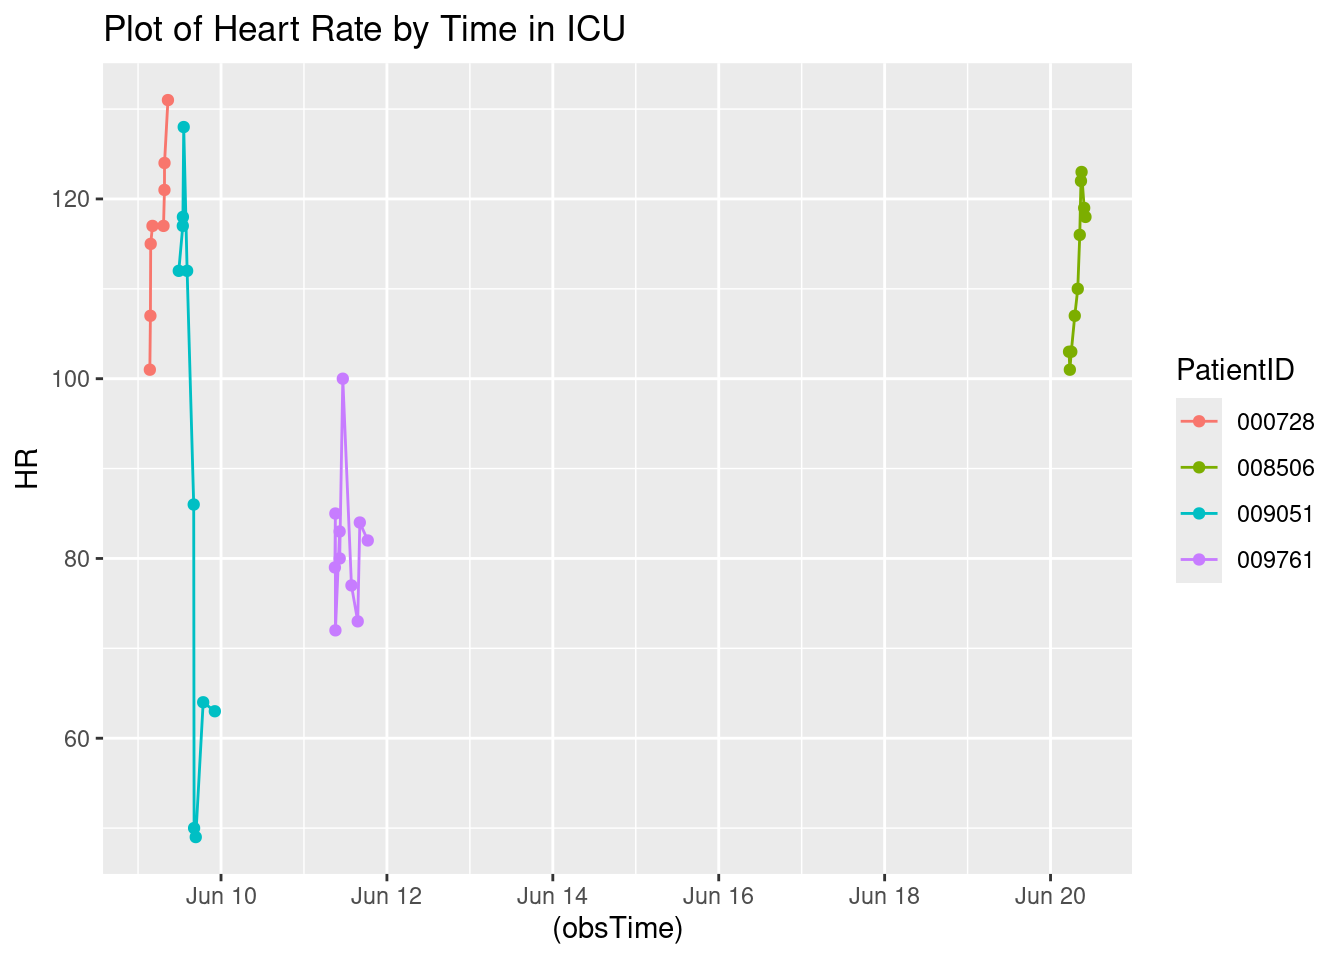 Plot of Heart Rate by Time in ICU
120
100
80
60
HR
Jun 10 Jun 12 Jun 14 Jun 16 Jun 18 Jun 20
(obsTime)
PatientID
000728
008506
009051
009761